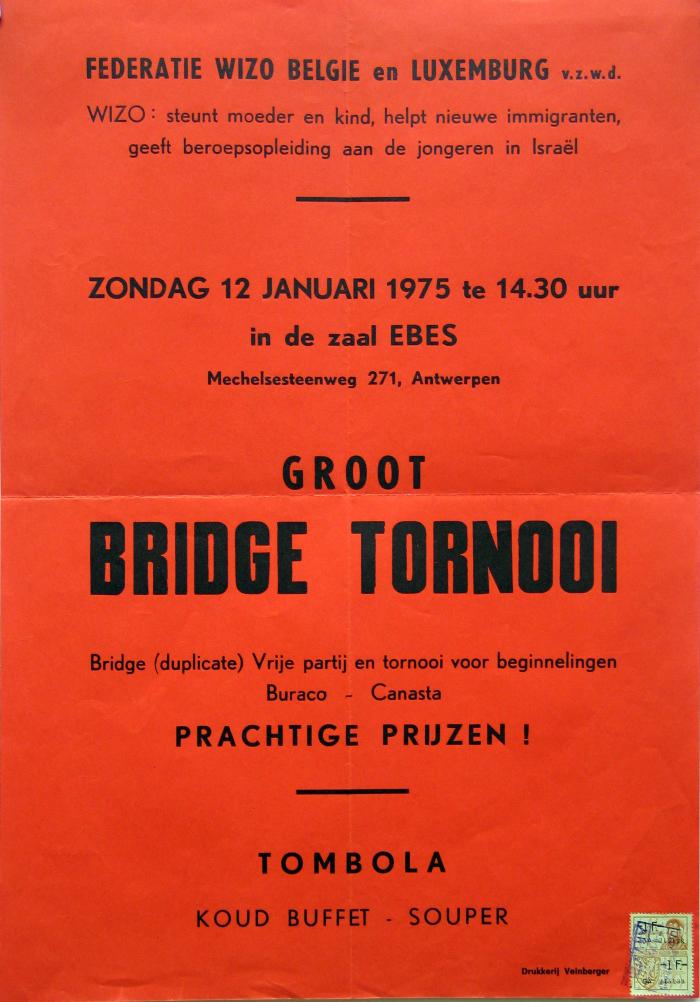 FEDERATIE WIZO BELGIE en LUXEMBURG v.z.w.d.
WIZO : steunt moeder en kind, helpt nieuwe immigranten,
geeft beroepsopleiding aan de jongeren in Israël
ZONDAG 12 JANUARI 1975 te 14.30 uur
in de zaal EBES
Mechelsesteenweg 271, Antwerpen
GROOT
BRIDGE TORNOOI
Bridge (duplicate) Vrije partij en tornooi voor beginnelingen
Buraco - Canasta
PRACHTIGE PRIJZEN !
TOMBOLA
KOUD BUFFET - SOUPER
Drukkerij Veinberger
-1F-